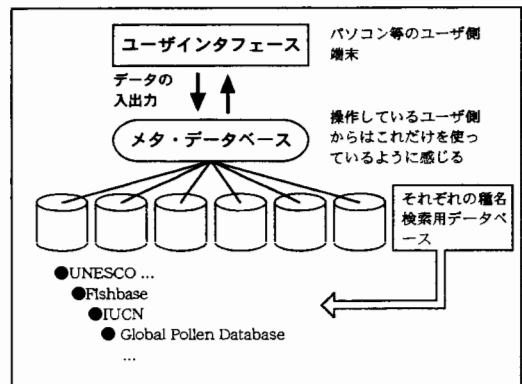 ユーザインタフェース
パソコン等のユーザ側
端末
データの
入出力
メタ・データベース
操作しているユーザ側
からはこれだけを使っ
ているように感じる
それぞれの種名
検索用データベ
ース
●UNESCO ...
●Fishbase
●IUCN
● Global Pollen Database
...